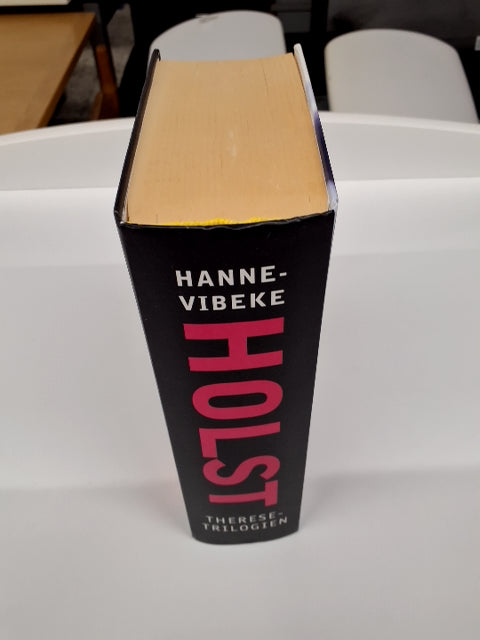 HANNE-
VIBEKE
HOLST
THERESE-
TRILOGIEN